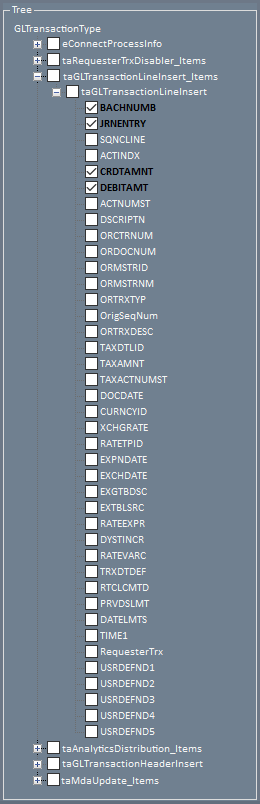 Tree
GLTransactionType
eConnectProcessInfo
taRequesterTrxDisabler_Items
taGLTransactionLineInsert_Items
taGLTransactionLineInsert
BACHNUMB
JRNENTRY
SQNCLINE
ACTINDX
CRDTAMNT
DEBITAMT
ACTNUMST
DSCRIPTN
ORCTRNUM
ORDOCNUM
ORMSTRID
ORMSTRNM
ORTRXTYP
OrigSeqNum
ORTRXDESC
TAXDTLID
TAXAMNT
TAXACTNUMST
DOCDATE
CURNCYID
XCHGRATE
RATETPID
EXPNDATE
EXCHDATE
EXGTBDSC
EXTBLSRC
RATEEXPR
DYSTINCR
RATEVARC
TRXDTDEF
RTCLCMTD
PRVDSLMT
DATELMTS
TIME1
RequesterTrx
USRDEFND1
USRDEFND2
USRDEFND3
USRDEFND4
USRDEFND5
taAnalyticsDistribution_Items
taGLTransactionHeaderInsert
taMdaUpdate_Items